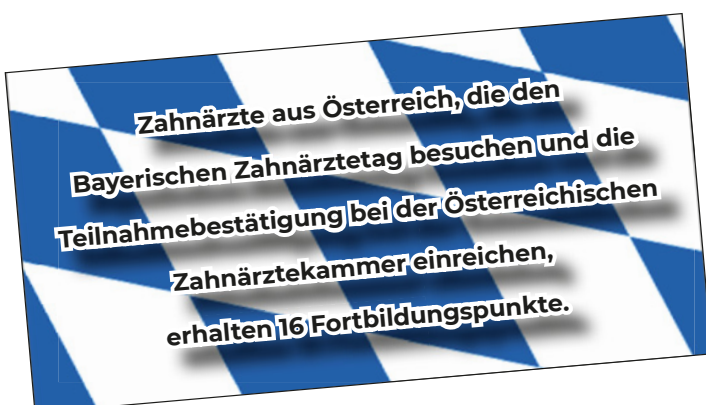 Zahnärzte aus Österreich, die den
Bayerischen Zahnärztetag besuchen und die
Teilnahmebestätigung bei der Österreichischen
Zahnärztekammer einreichen,
erhalten 16 Fortbildungspunkte.